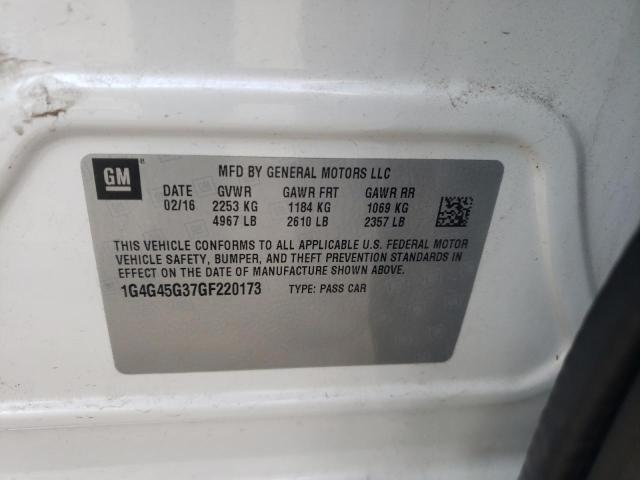 GM
MFD BY GENERAL MOTORS LLC
DATE GVWR GAWR FRT GAWR RR
02/16 2253 KG 1184 KG 1069 KG
4967 LB 2610 LB 2357 LB
THIS VEHICLE CONFORMS TO ALL APPLICABLE U.S. FEDERAL MOTOR
VEHICLE SAFETY, BUMPER, AND THEFT PREVENTION STANDARDS IN
EFFECT ON THE DATE OF MANUFACTURE SHOWN ABOVE.
1G4G45G37GF220173 TYPE: PASS CAR